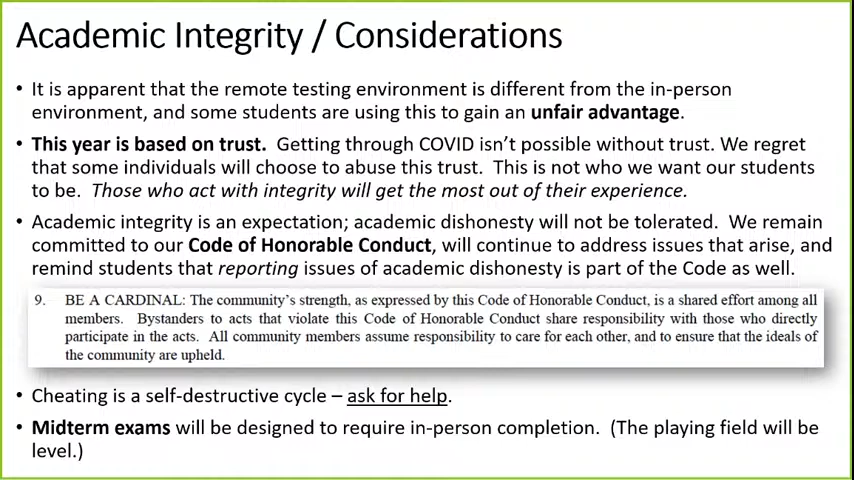 Academic Integrity / Considerations
• It is apparent that the remote testing environment is different from the in-person
environment, and some students are using this to gain an unfair advantage.
• This year is based on trust. Getting through COVID isn't possible without trust. We regret
that some individuals will choose to abuse this trust. This is not who we want our students
to be. Those who act with integrity will get the most out of their experience.
• Academic integrity is an expectation; academic dishonesty will not be tolerated. We remain
committed to our Code of Honorable Conduct, will continue to address issues that arise, and
remind students that reporting issues of academic dishonesty is part of the Code as well.
9. BE A CARDINAL: The community's strength, as expressed by this Code of Honorable Conduct, is a shared effort among all
members. Bystanders to acts that violate this Code of Honorable Conduct share responsibility with those who directly
participate in the acts. All community members assume responsibility to care for each other, and to ensure that the ideals of
the community are upheld.
• Cheating is a self-destructive cycle – ask for help.
• Midterm exams will be designed to require in-person completion. (The playing field will be
level.)